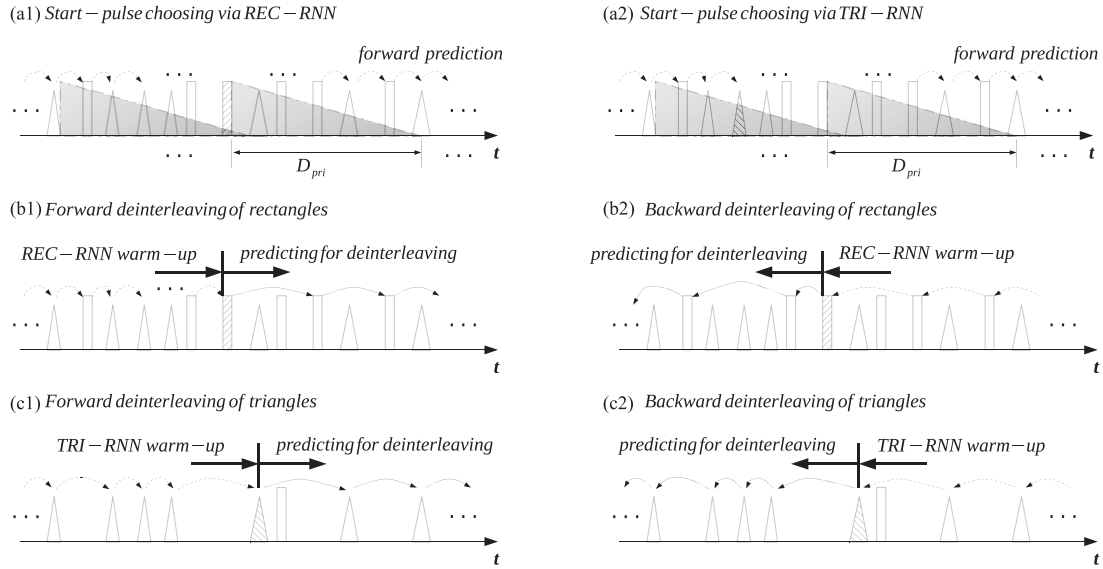 (a1) Start – pulse choosing via REC – RNN
forward prediction
. . .
. . .
. . .
. . .
. . .
. . .
t
D_pri
(a2) Start – pulse choosing via TRI – RNN
forward prediction
. . .
. . .
. . .
. . .
. . .
. . .
t
D_pri
(b1) Forward deinterleaving of rectangles
REC – RNN warm – up
predicting for deinterleaving
. . .
. . .
. . .
t
(b2) Backward deinterleaving of rectangles
predicting for deinterleaving
REC – RNN warm – up
. . .
. . .
t
(c1) Forward deinterleaving of triangles
TRI – RNN warm – up
predicting for deinterleaving
. . .
. . .
t
(c2) Backward deinterleaving of triangles
predicting for deinterleaving
TRI – RNN warm – up
. . .
. . .
t